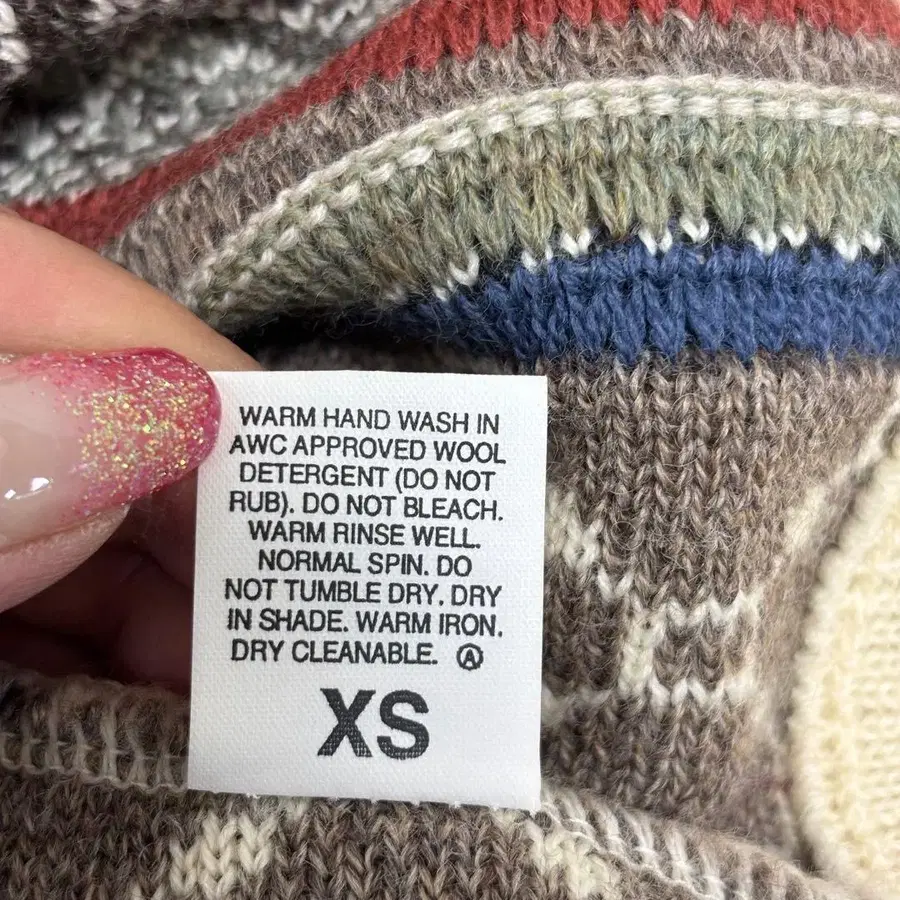 WARM HAND WASH IN
AWC APPROVED WOOL
DETERGENT (DO NOT
RUB). DO NOT BLEACH.
WARM RINSE WELL.
NORMAL SPIN. DO
NOT TUMBLE DRY. DRY
IN SHADE. WARM IRON.
DRY CLEANABLE. Ⓐ
XS